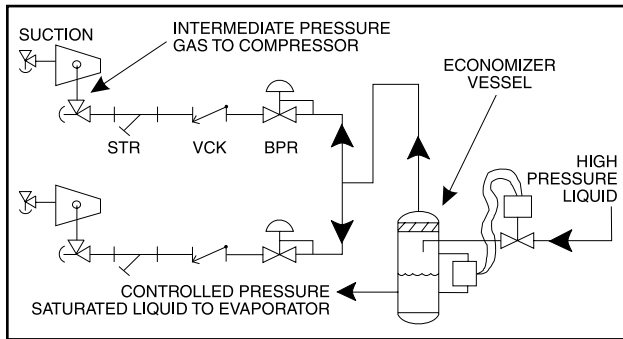 SUCTION
INTERMEDIATE PRESSURE
GAS TO COMPRESSOR
ECONOMIZER
VESSEL
STR
VCK
BPR
HIGH
PRESSURE
LIQUID
CONTROLLED PRESSURE
SATURATED LIQUID TO EVAPORATOR